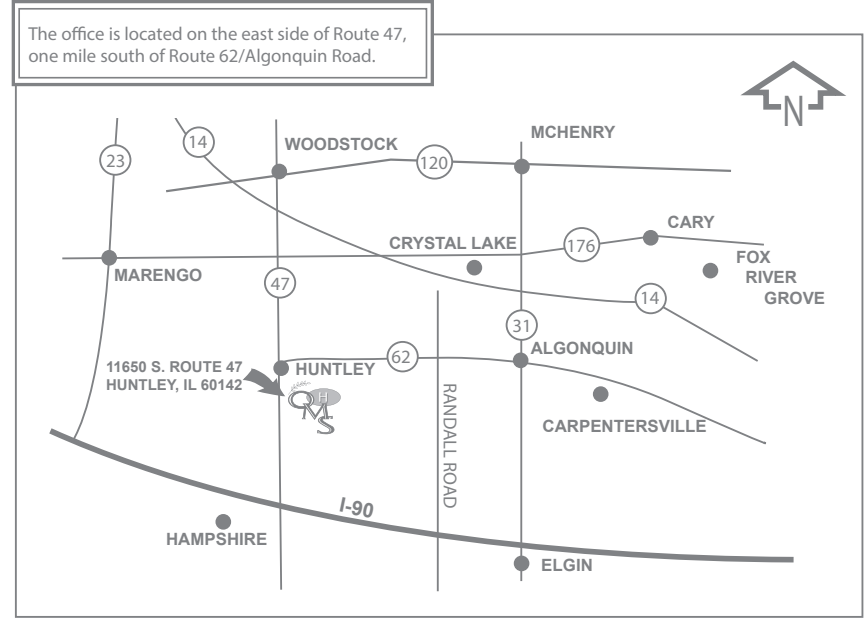 The office is located on the east side of Route 47,
one mile south of Route 62/Algonquin Road.
N
23
14
WOODSTOCK
120
MCHENRY
CRYSTAL LAKE
176
CARY
FOX
RIVER
GROVE
MARENGO
47
14
31
11650 S. ROUTE 47
HUNTLEY, IL 60142
HUNTLEY
62
ALGONQUIN
H
OMS
RANDALL ROAD
CARPENTERSVILLE
I-90
HAMPSHIRE
ELGIN